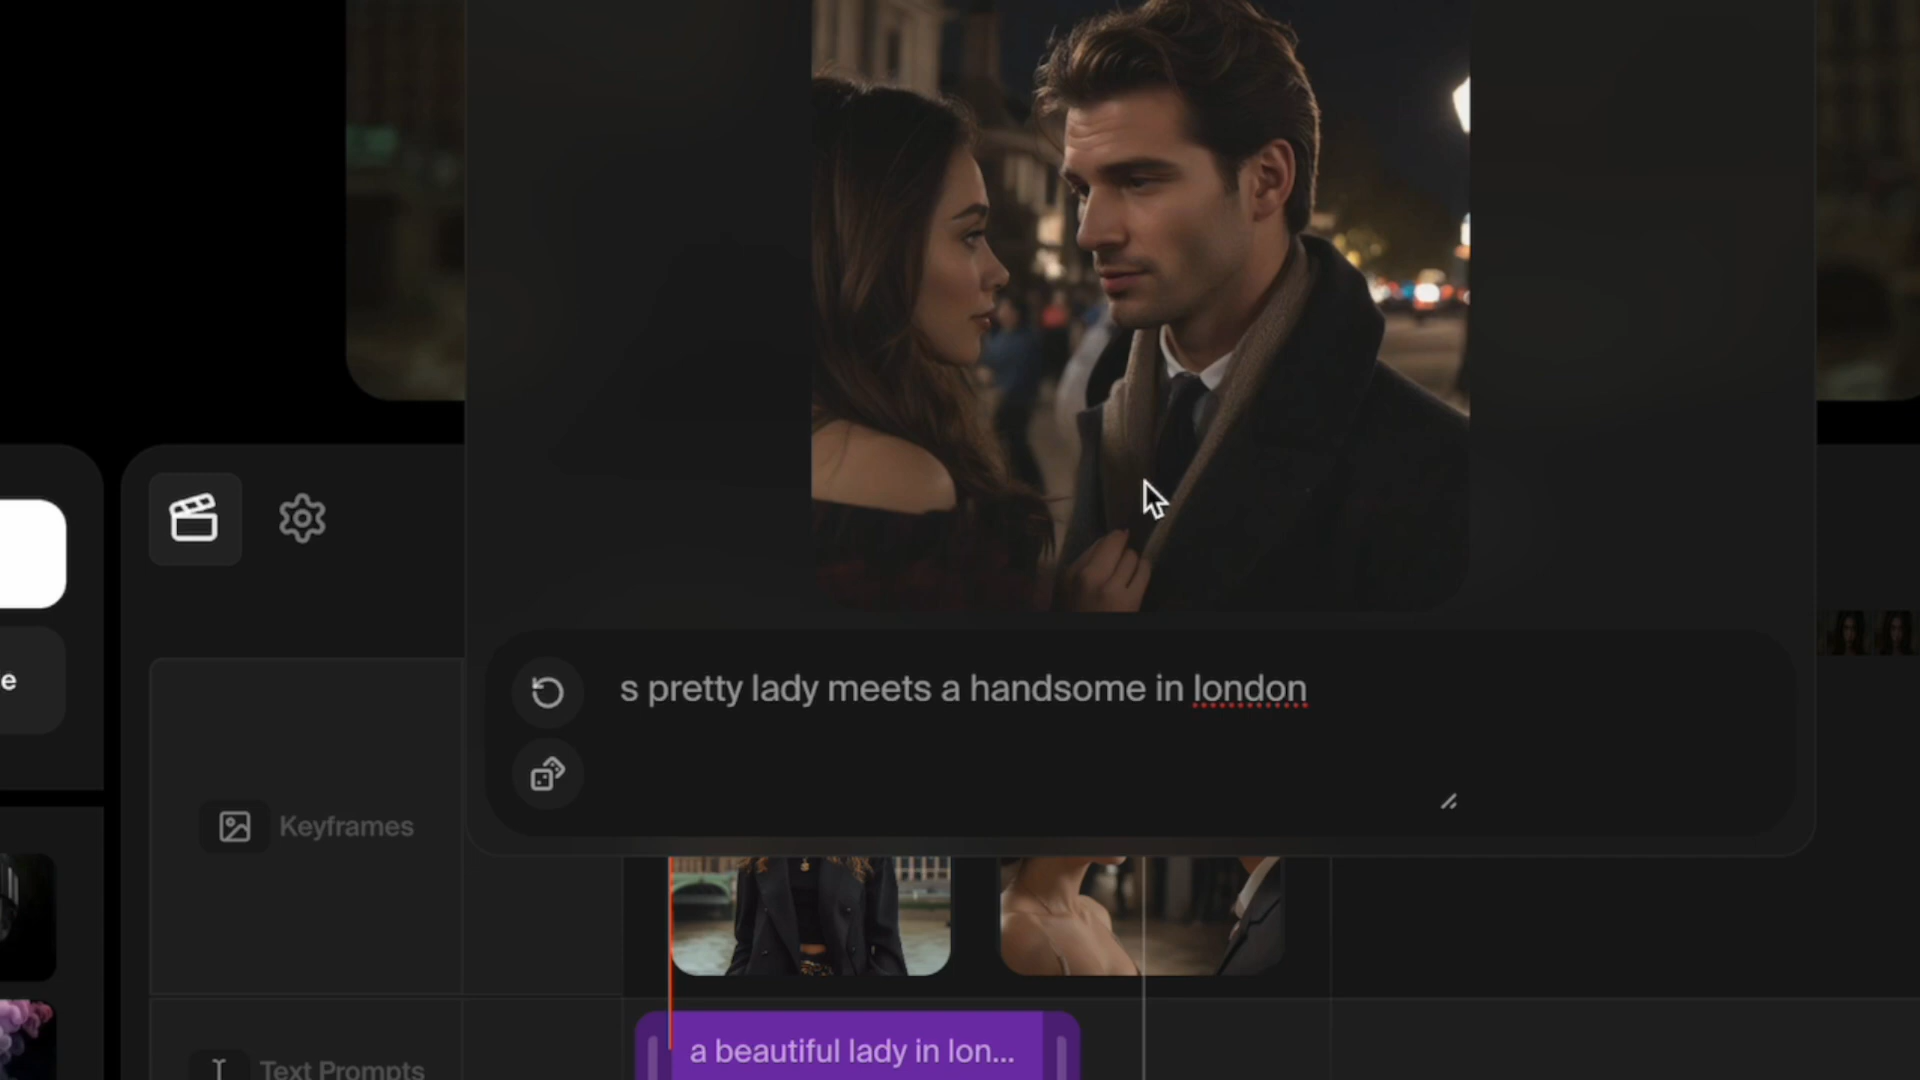 e
s pretty lady meets a handsome in london
Keyframes
a beautiful lady in lon...
Text Prompts